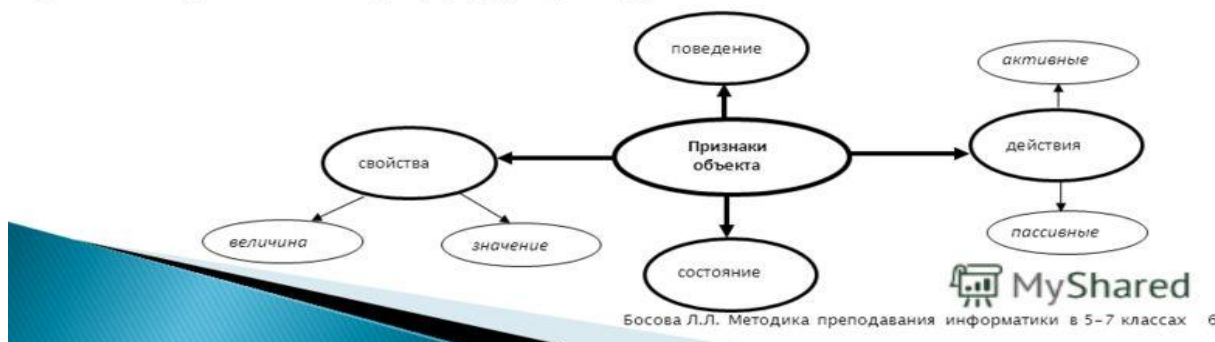 поведение
активные
Признаки
объекта
действия
свойства
величина
значение
пассивные
состояние
MyShared
Босова Л.Л. Методика преподавания информатики в 5-7 классах 6